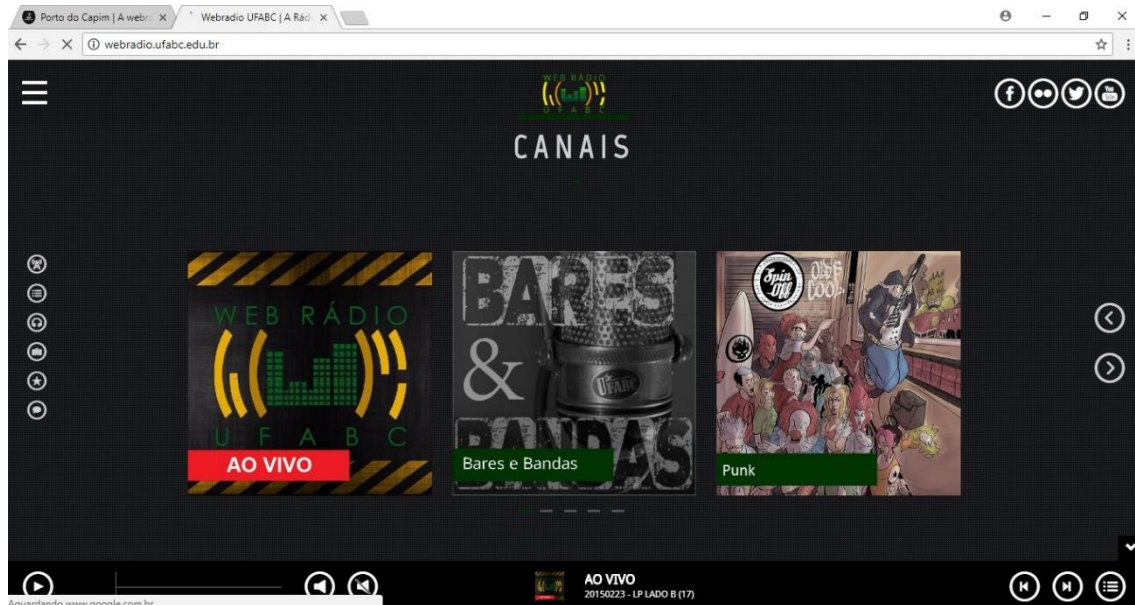 Porto do Capim | A webr
Webradio UFABC | A Rád
webradio.ufabc.edu.br
WEB RÁDIO
UFABC
CANAIS
WEB RÁDIO
UFABC
AO VIVO
BARES
&
UFABC
BANDAS
Bares e Bandas
Spin
Off
Punk
AO VIVO
20150223 - LP LADO B (17)
Aguardando www.google.com.br